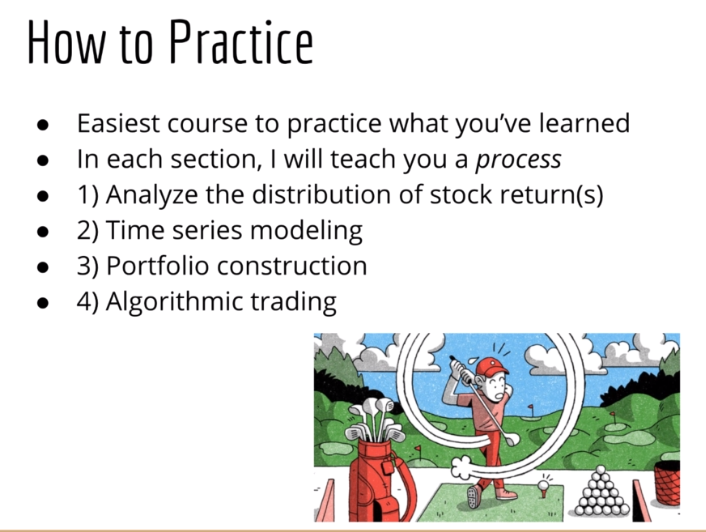 How to Practice
● Easiest course to practice what you've learned
● In each section, I will teach you a process
● 1) Analyze the distribution of stock return(s)
● 2) Time series modeling
● 3) Portfolio construction
● 4) Algorithmic trading